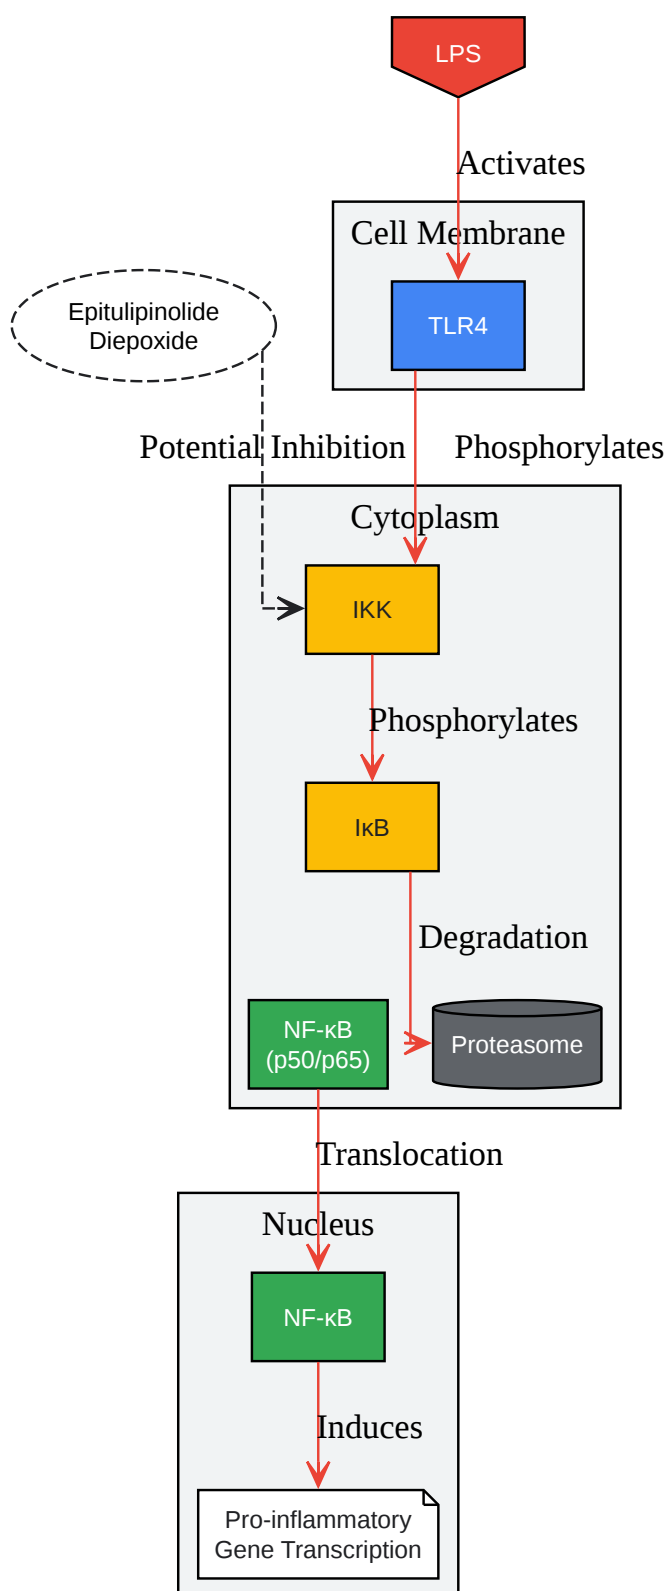 LPS
Activates
Cell Membrane
TLR4
Epitulipinolide
Diepoxide
Potential Inhibition
Phosphorylates
Cytoplasm
IKK
Phosphorylates
IκB
Degradation
NF-κB
(p50/p65)
Proteasome
Translocation
Nucleus
NF-κB
Induces
Pro-inflammatory
Gene Transcription